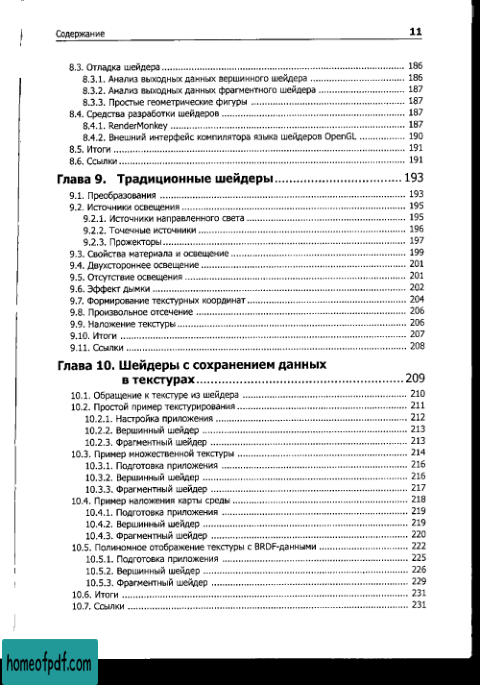 Содержание 11
8.3. Отладка шейдера 186
8.3.1. Анализ выходных данных вершинного шейдера 186
8.3.2. Анализ выходных данных фрагментного шейдера 187
8.3.3. Простые геометрические фигуры 187
8.4. Средства разработки шейдеров 187
8.4.1. RenderMonkey 187
8.4.2. Внешний интерфейс компилятора языка шейдеров OpenGL 190
8.5. Итоги 191
8.6. Ссылки 191
Глава 9. Традиционные шейдеры 193
9.1. Преобразования 193
9.2. Источники освещения 195
9.2.1. Источники направленного света 195
9.2.2. Точечные источники 196
9.2.3. Прожекторы 197
9.3. Свойства материала и освещение 199
9.4. Двухстороннее освещение 201
9.5. Отсутствие освещения 201
9.6. Эффект дымки 202
9.7. Формирование текстурных координат 204
9.8. Произвольное отсечение 206
9.9. Наложение текстуры 206
9.10. Итоги 207
9.11. Ссылки 208
Глава 10. Шейдеры с сохранением данных
в текстурах 209
10.1. Обращение к текстуре из шейдера 210
10.2. Простой пример текстурирования 211
10.2.1. Настройка приложения 212
10.2.2. Вершинный шейдер 213
10.2.3. Фрагментный шейдер 213
10.3. Пример множественной текстуры 214
10.3.1. Подготовка приложения 216
10.3.2. Вершинный шейдер 216
10.3.3. Фрагментный шейдер 217
10.4. Пример наложения карты среды 218
10.4.1. Подготовка приложения 219
10.4.2. Вершинный шейдер 219
10.4.3. Фрагментный шейдер 220
10.5. Полиномное отображение текстуры с BRDF-данными 222
10.5.1. Подготовка приложения 225
10.5.2. Вершинный шейдер 226
10.5.3. Фрагментный шейдер 229
10.6. Итоги 231
10.7. Ссылки 231
homeofpdf.com